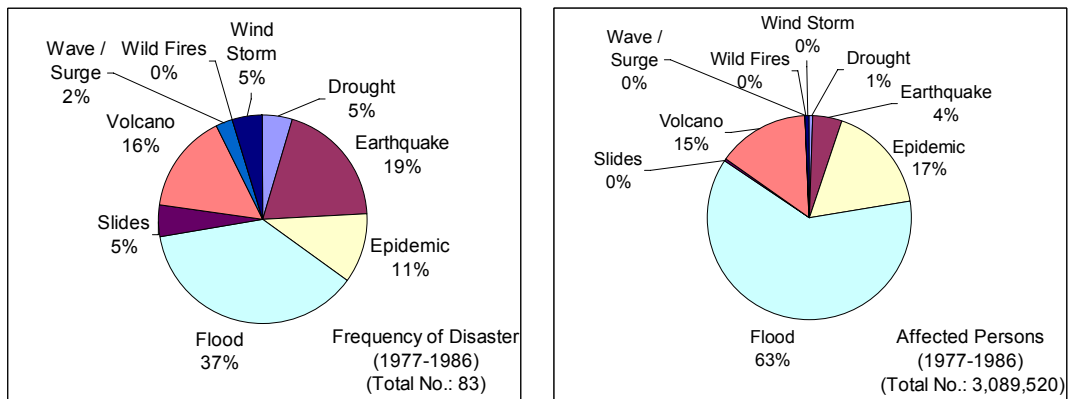 Wind
Storm
5%
Drought
5%
Earthquake
19%
Epidemic
11%
Flood
37%
Slides
5%
Volcano
16%
Wave /
Surge
2%
Wild Fires
0%
Frequency of Disaster
(1977-1986)
(Total No.: 83)
Wind Storm
0%
Drought
1%
Earthquake
4%
Epidemic
17%
Flood
63%
Slides
0%
Volcano
15%
Wave /
Surge
0%
Wild Fires
0%
Affected Persons
(1977-1986)
(Total No.: 3,089,520)